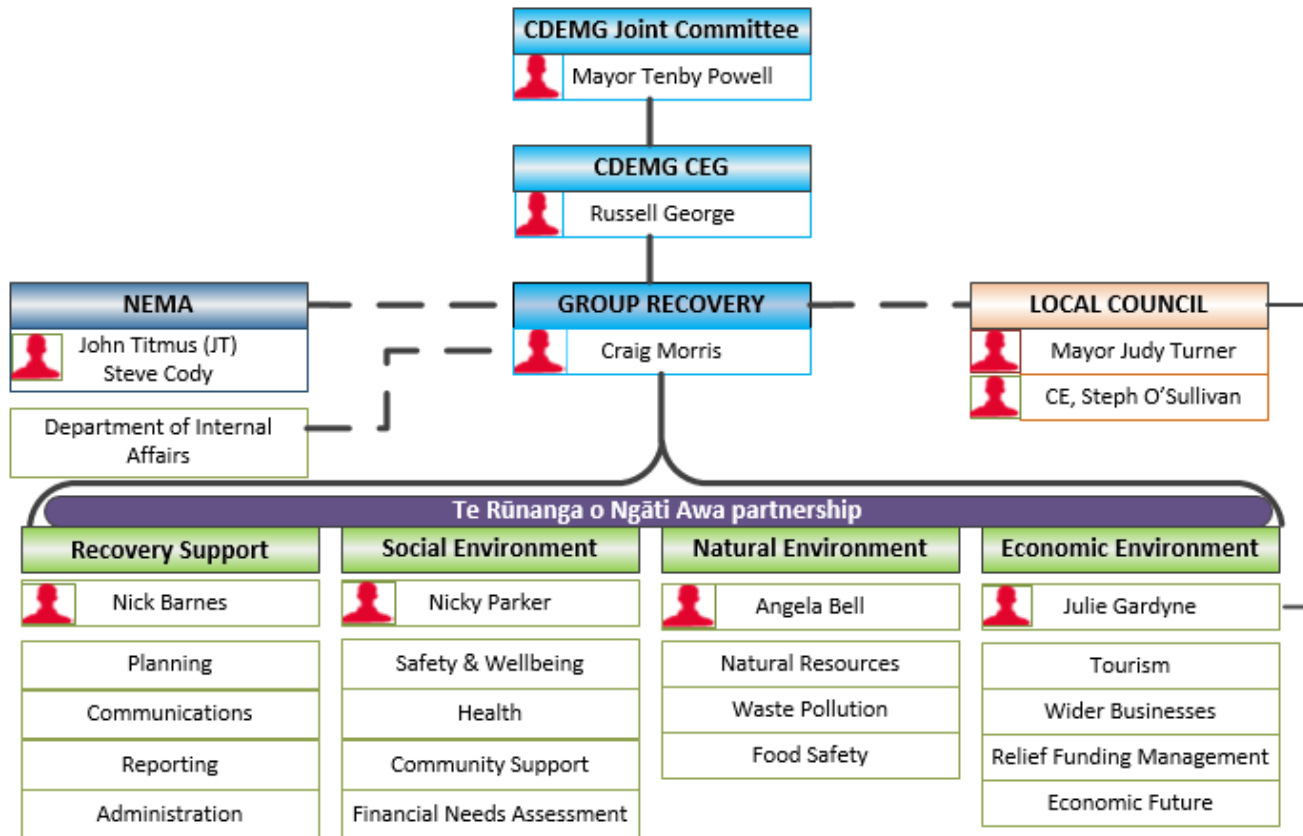 CDEMG Joint Committee
Mayor Tenby Powell
CDEMG CEG
Russell George
NEMA
John Titmus (JT)
Steve Cody
Department of Internal
Affairs
GROUP RECOVERY
Craig Morris
LOCAL COUNCIL
Mayor Judy Turner
CE, Steph O’Sullivan
Te Rūnanga o Ngāti Awa partnership
Recovery Support
Nick Barnes
Planning
Communications
Reporting
Administration
Social Environment
Nicky Parker
Safety & Wellbeing
Health
Community Support
Financial Needs Assessment
Natural Environment
Angela Bell
Natural Resources
Waste Pollution
Food Safety
Economic Environment
Julie Gardyne
Tourism
Wider Businesses
Relief Funding Management
Economic Future